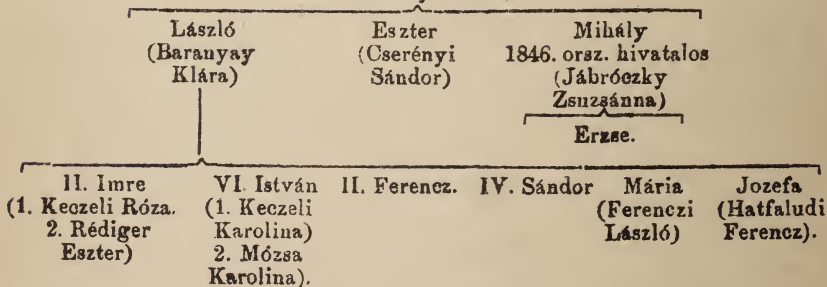 László Eszter Mihály
(Baranyay (Cserényi 1846. orsz. hivatalos
Klára) Sándor) (Jábróczky
Zsuzsánna)
Erzse.
II. Imre VI. István II. Ferencz. IV. Sándor Mária Jozefa
(1. Keczeli Róza. (1. Keczeli (Ferenczi (Hatfaludi
2. Rédiger Karolina) László) Ferencz).
Eszter) 2. Mózsa
Karolina).